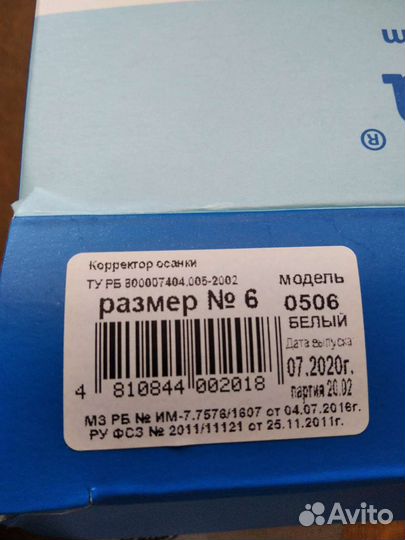 Корректор осанки
ТУ РБ 800007404.005-2002
размер № 6
модель
0506
БЕЛЫЙ
Дата выпуска
07.2020г.
партия 20.02
4 810844 002018
МЗ РБ № ИМ-7.7576/1607 от 04.07.2016г.
РУ ФСЗ № 2011/11121 от 25.11.2011г.
®
Avito